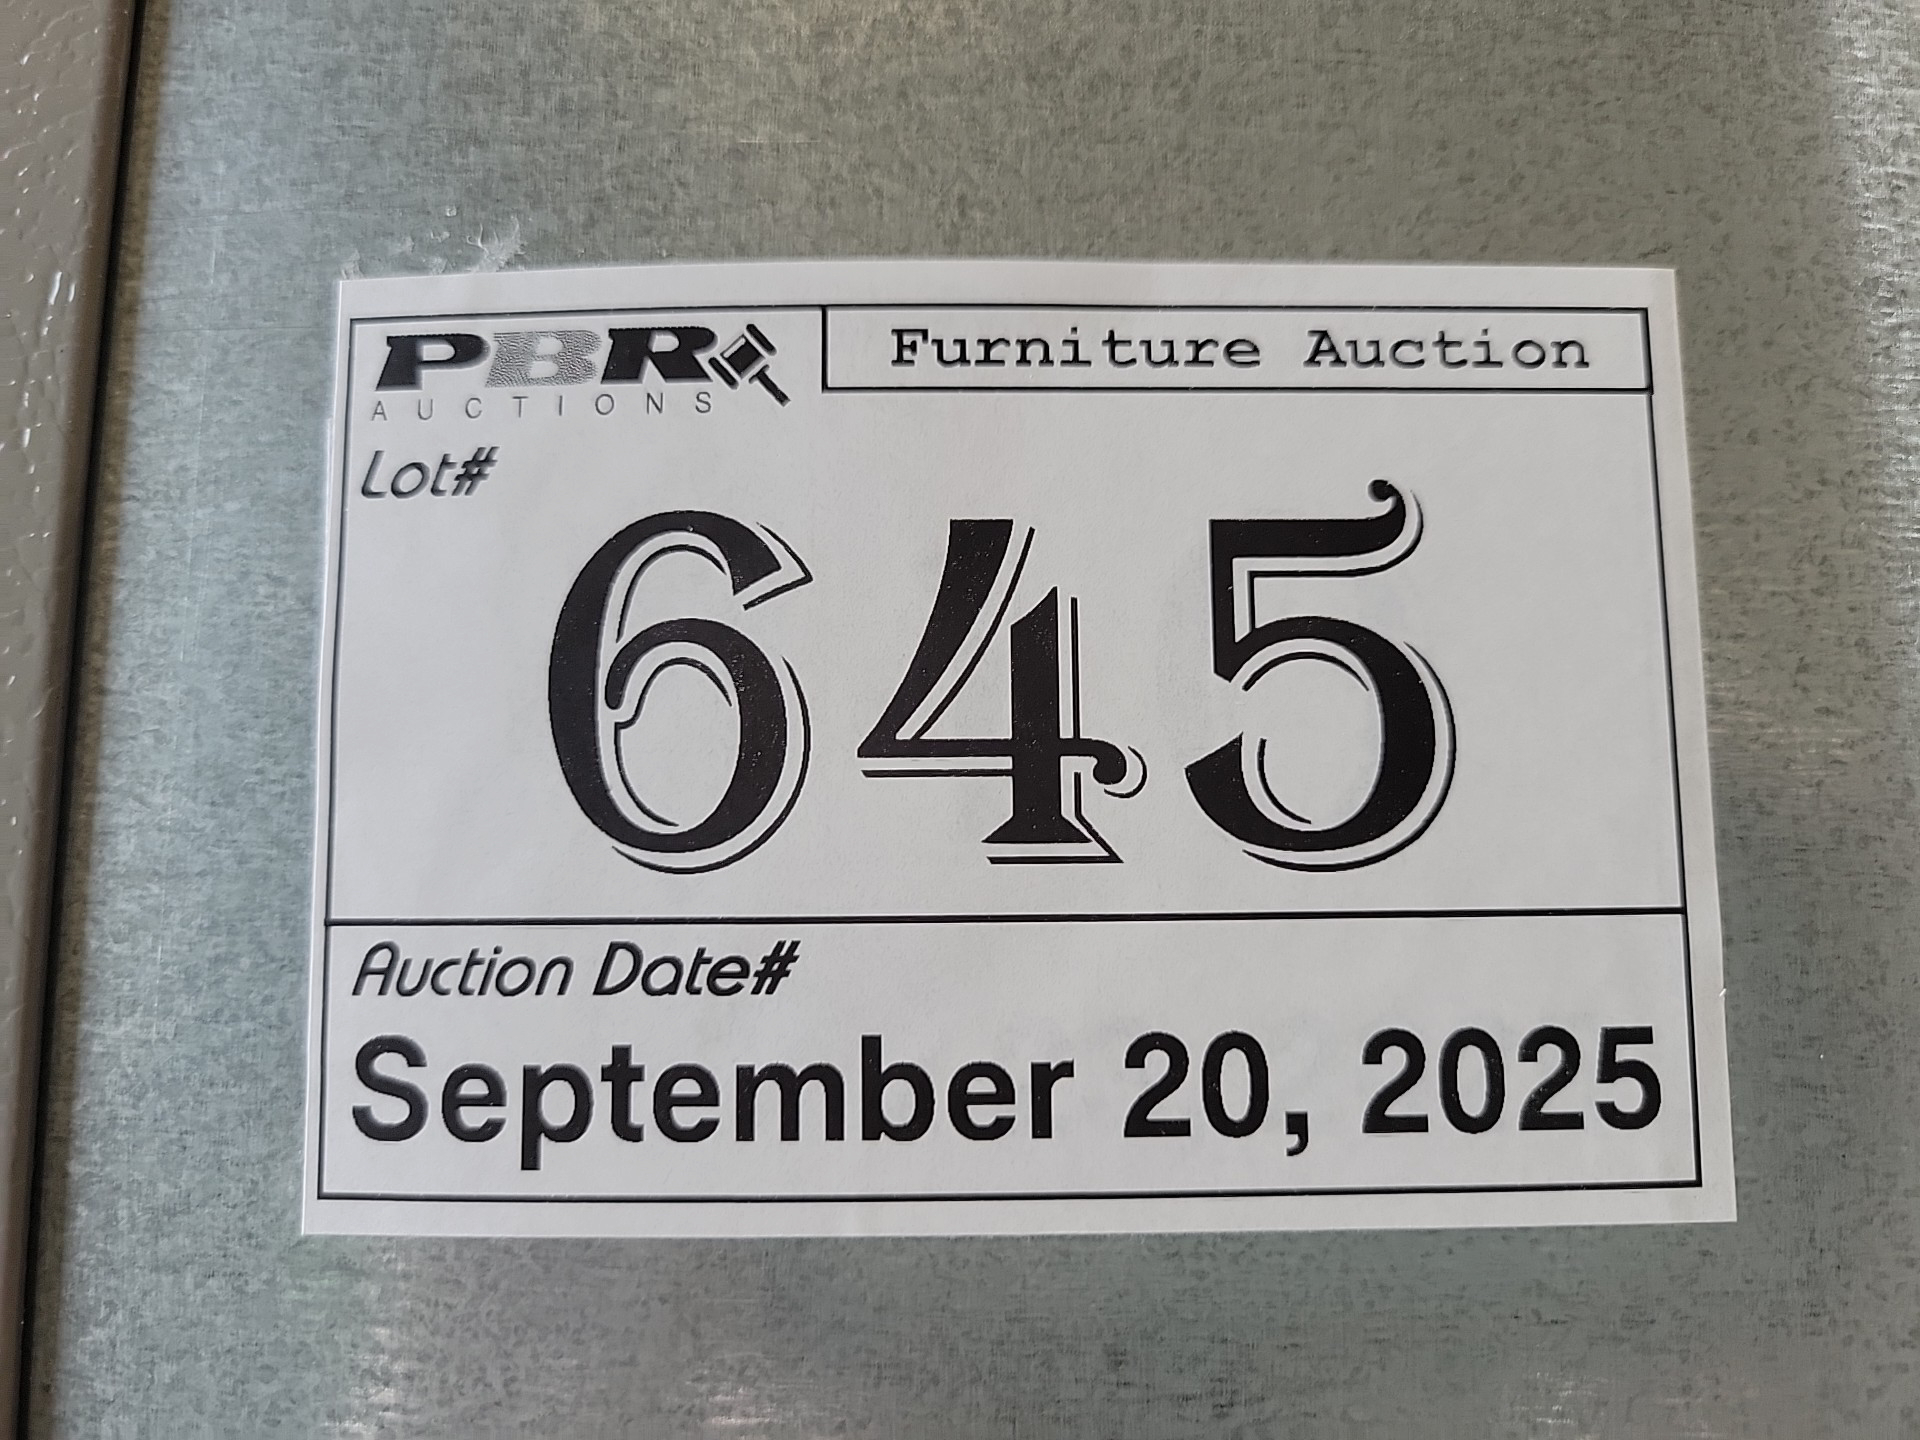 PBR
AUCTIONS
Furniture Auction
Lot#
645
Auction Date#
September 20, 2025